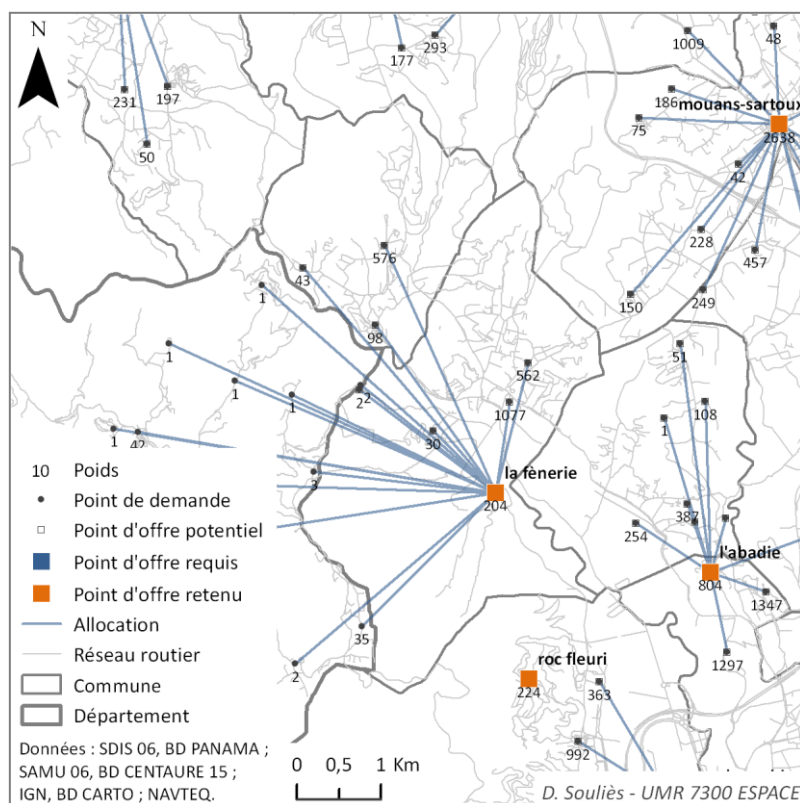 N
177
293
1009
48
231
197
186
mouans-sartoux
75
2638
50
42
228
457
576
43
1
150
249
98
1
51
562
1
1
22
1077
108
1
1
42
30
3
la fènerie
204
387
254
l'abadie
804
1347
35
2
1297
roc fleuri
224
363
992
10 Poids
Point de demande
Point d'offre potentiel
Point d'offre requis
Point d'offre retenu
Allocation
Réseau routier
Commune
Département
Données : SDIS 06, BD PANAMA ;
SAMU 06, BD CENTAURE 15 ;
IGN, BD CARTO ; NAVTEQ.
0 0,5 1 Km
D. Souliès - UMR 7300 ESPACE